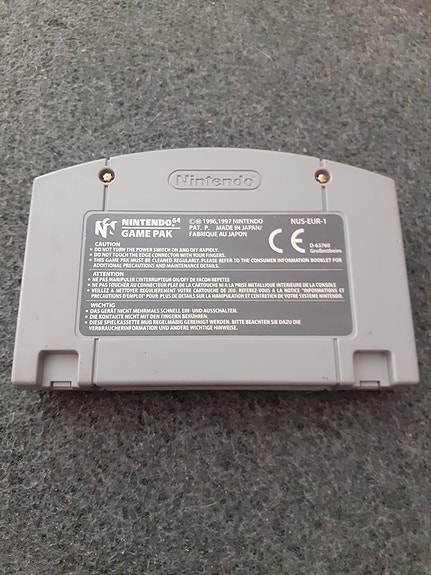 Nintendo
NINTENDO 64
GAME PAK
©Ⓟ 1996,1997 NINTENDO
PAT. P. MADE IN JAPAN/
FABRIQUE AU JAPON
NUS-EUR-1
CE
D-63760
Großostheim
CAUTION
• DO NOT TURN THE POWER SWITCH ON AND OFF RAPIDLY.
• DO NOT TOUCH THE EDGE CONNECTOR WITH YOUR FINGERS.
• THIS GAME PAK MUST BE CLEANED REGULARLY. PLEASE REFER TO THE CONSUMER INFORMATION BOOKLET FOR
ADDITIONAL PRECAUTIONS AND MAINTENANCE DETAILS.
ATTENTION
• NE PAS MANIPULER L'INTERRUPTEUR ON/OFF DE FACON REPETEE
• NE PAS TOUCHER AU CONNECTEUR PLAT DE LA CARTOUCHE NI A LA PRISE METALLIQUE INTERIEURE DE LA CONSOLE
• VEILLEZ A NETTOYER REGULIEREMENT VOTRE CARTOUCHE DE JEU. REFEREZ-VOUS A LA NOTICE "INFORMATIONS ET
PRECAUTIONS D'EMPLOI" POUR PLUS DE DETAILS SUR LA MANIPULATION ET L'ENTRETIEN DE VOTRE SYSTEME NINTENDO.
WICHTIG
• DAS GERÄT NICHT MEHRMALS SCHNELL EIN- UND AUSSCHALTEN.
• DIE KONTAKTE NICHT MIT DEN FINGERN BERÜHREN.
• DIESE SPIELKASSETTE MUß REGELMÄßIG GEREINIGT WERDEN. BITTE BEACHTEN SIE DAZU DIE
VERBRAUCHERINFORMATION UND ANDERE WICHTIGE HINWEISE.